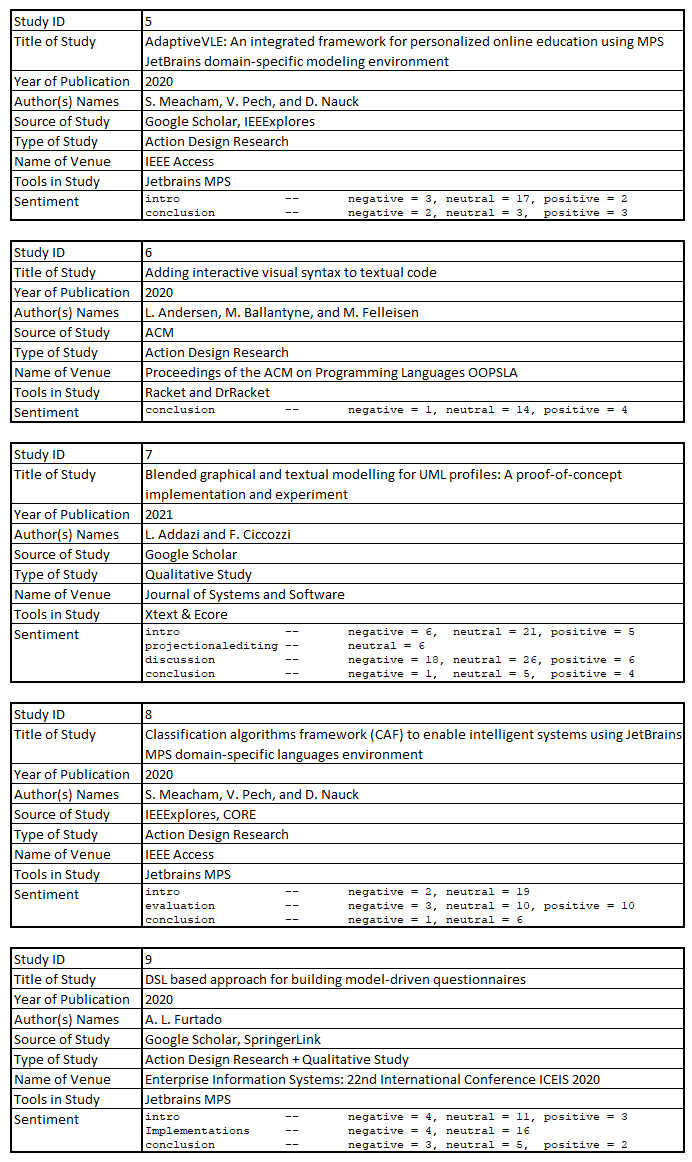 Study ID 5
Title of Study AdaptiveVLE: An integrated framework for personalized online education using MPS
JetBrains domain-specific modeling environment
Year of Publication 2020
Author(s) Names S. Meacham, V. Pech, and D. Nauck
Source of Study Google Scholar, IEEExplores
Type of Study Action Design Research
Name of Venue IEEE Access
Tools in Study Jetbrains MPS
Sentiment intro -- negative = 3, neutral = 17, positive = 2
conclusion -- negative = 2, neutral = 3, positive = 3
Study ID 6
Title of Study Adding interactive visual syntax to textual code
Year of Publication 2020
Author(s) Names L. Andersen, M. Ballantyne, and M. Felleisen
Source of Study ACM
Type of Study Action Design Research
Name of Venue Proceedings of the ACM on Programming Languages OOPSLA
Tools in Study Racket and DrRacket
Sentiment conclusion -- negative = 1, neutral = 14, positive = 4
Study ID 7
Title of Study Blended graphical and textual modelling for UML profiles: A proof-of-concept
implementation and experiment
Year of Publication 2021
Author(s) Names L. Addazi and F. Ciccozzi
Source of Study Google Scholar
Type of Study Qualitative Study
Name of Venue Journal of Systems and Software
Tools in Study Xtext & Ecore
Sentiment intro -- negative = 6, neutral = 21, positive = 5
projectionalediting -- neutral = 6
discussion -- negative = 18, neutral = 26, positive = 6
conclusion -- negative = 1, neutral = 5, positive = 4
Study ID 8
Title of Study Classification algorithms framework (CAF) to enable intelligent systems using JetBrains
MPS domain-specific languages environment
Year of Publication 2020
Author(s) Names S. Meacham, V. Pech, and D. Nauck
Source of Study IEEExplores, CORE
Type of Study Action Design Research
Name of Venue IEEE Access
Tools in Study Jetbrains MPS
Sentiment intro -- negative = 2, neutral = 19
evaluation -- negative = 3, neutral = 10, positive = 10
conclusion -- negative = 1, neutral = 6
Study ID 9
Title of Study DSL based approach for building model-driven questionnaires
Year of Publication 2020
Author(s) Names A. L. Furtado
Source of Study Google Scholar, SpringerLink
Type of Study Action Design Research + Qualitative Study
Name of Venue Enterprise Information Systems: 22nd International Conference ICEIS 2020
Tools in Study Jetbrains MPS
Sentiment intro -- negative = 4, neutral = 11, positive = 3
Implementations -- negative = 4, neutral = 16
conclusion -- negative = 3, neutral = 5, positive = 2